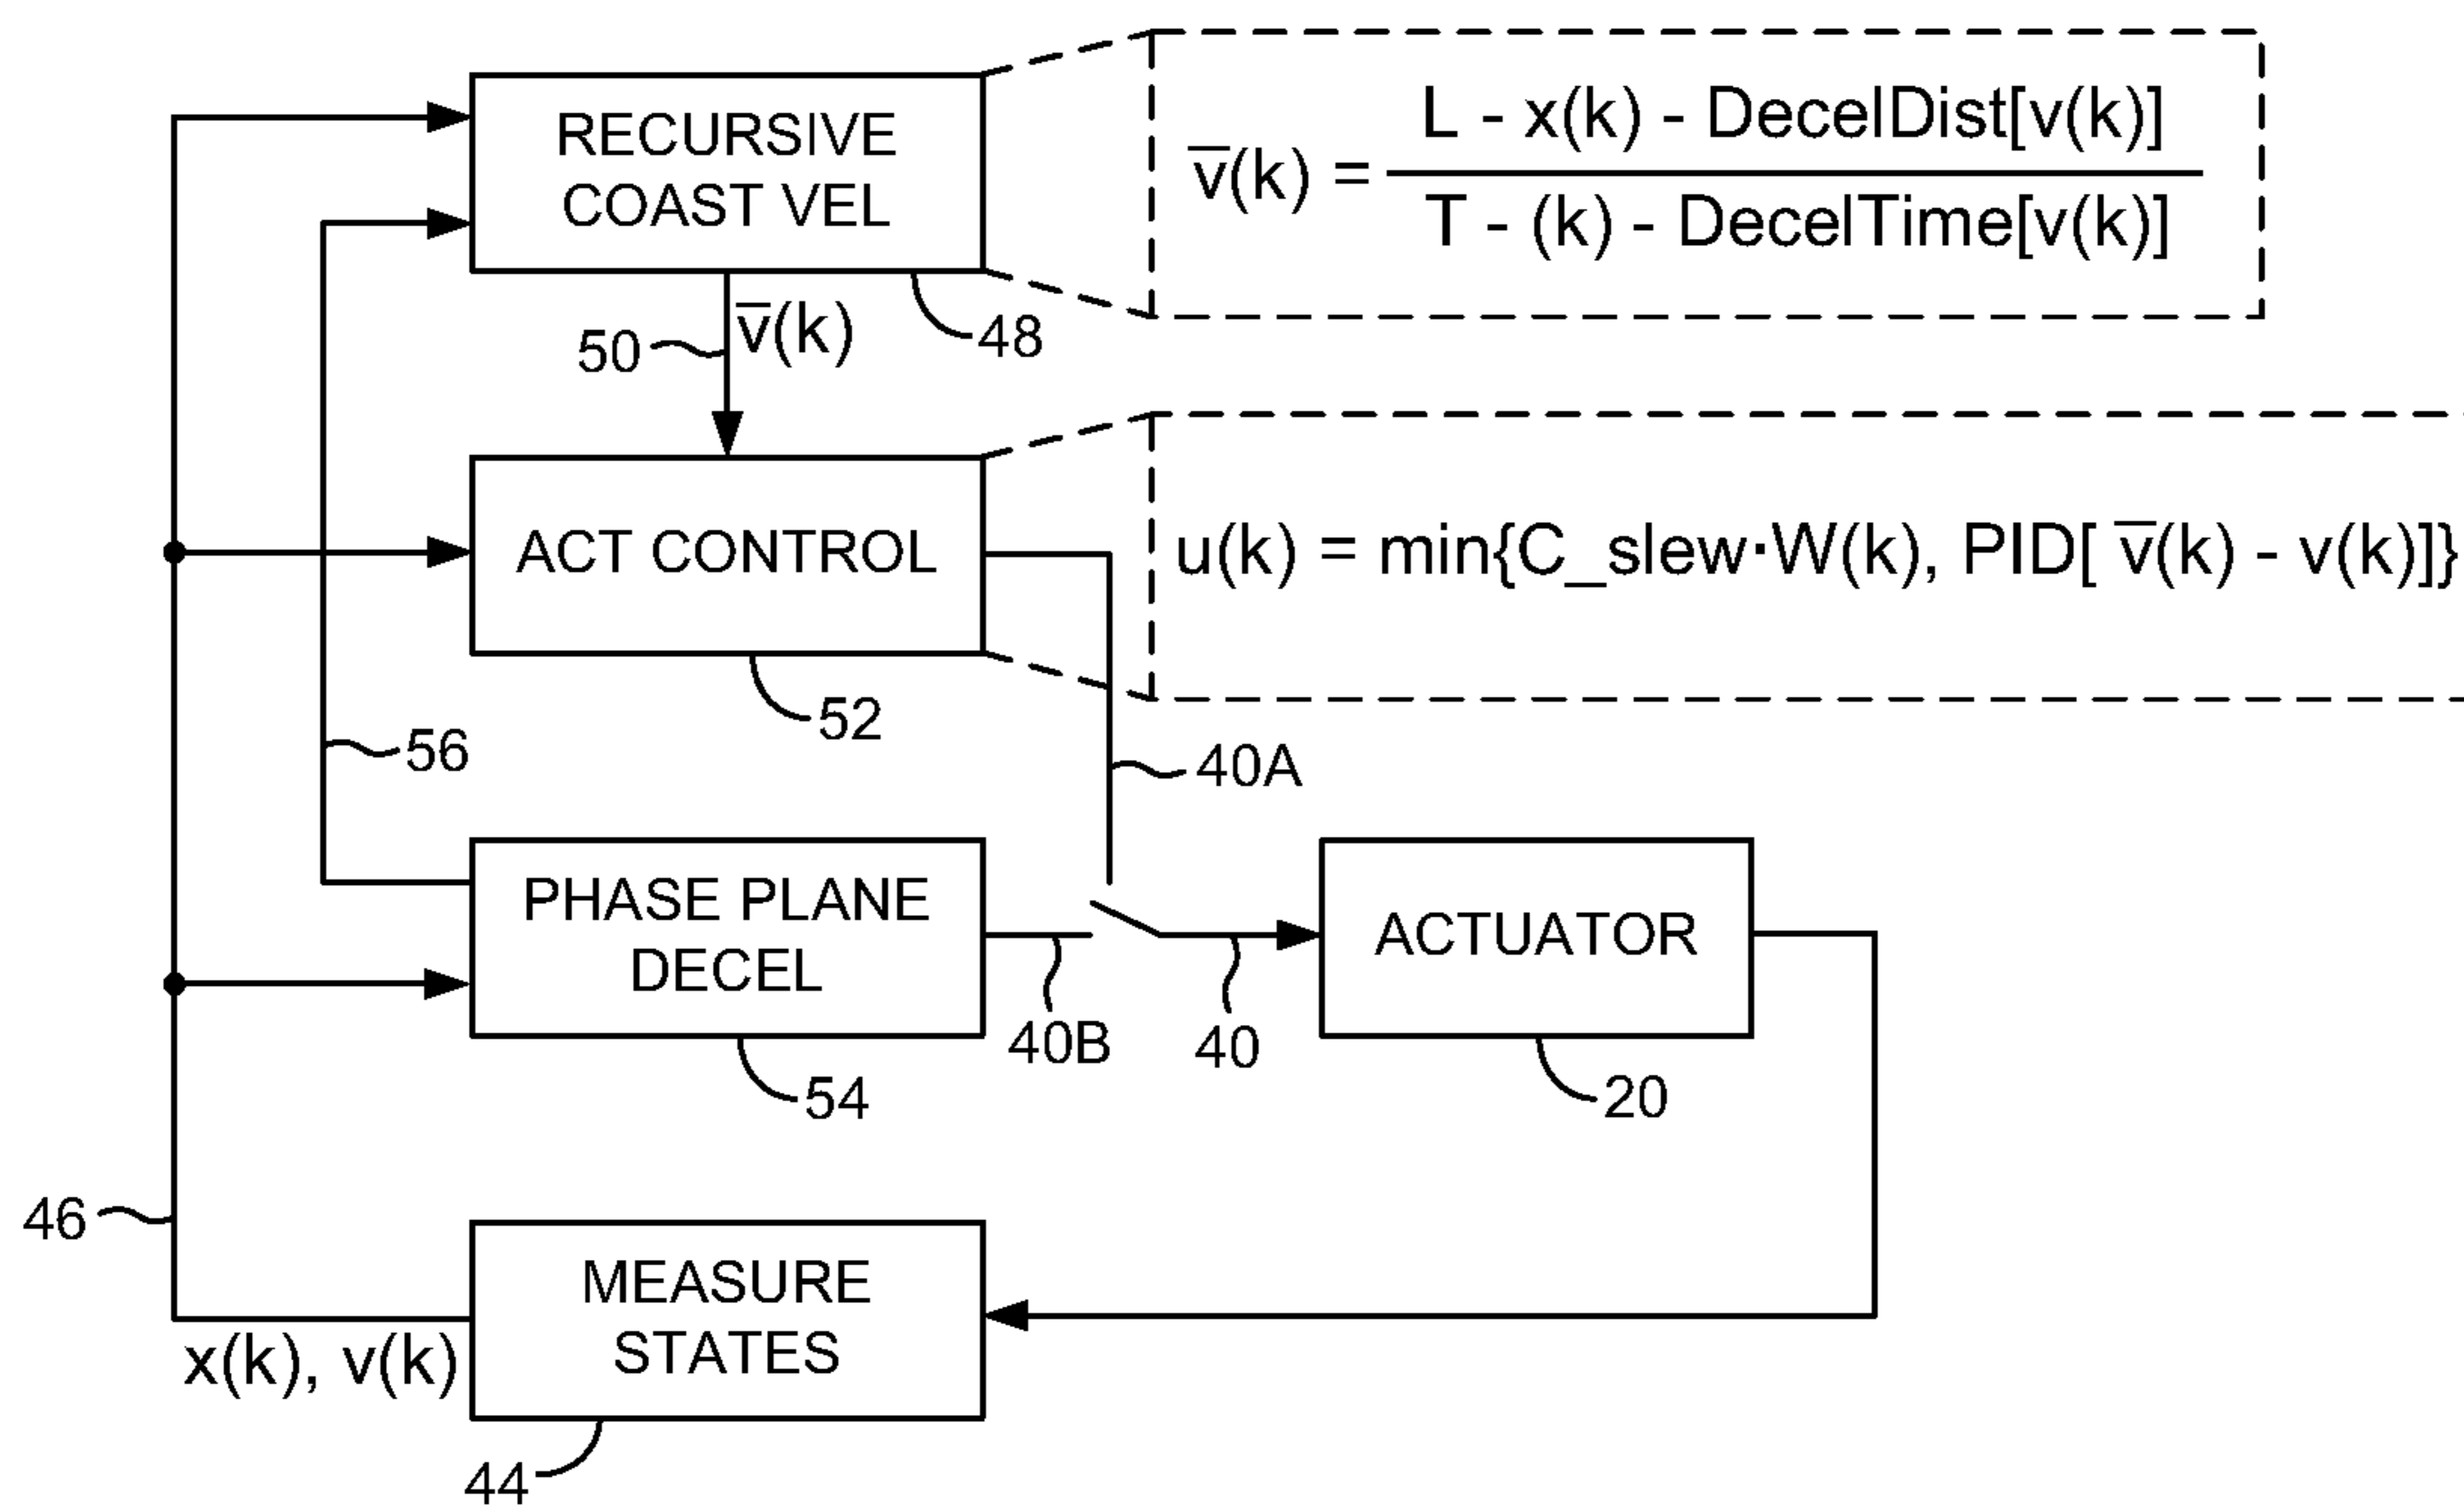 RECURSIVE
COAST VEL
L - x(k) - DecelDist[v(k)]
v̅(k) =
T - (k) - DecelTime[v(k)]
50
v̅(k)
48
ACT CONTROL
u(k) = min{C_slew·W(k), PID[ v̅(k) - v(k)]}
52
56
40A
PHASE PLANE
DECEL
ACTUATOR
40B
40
54
20
46
MEASURE
STATES
x(k), v(k)
44